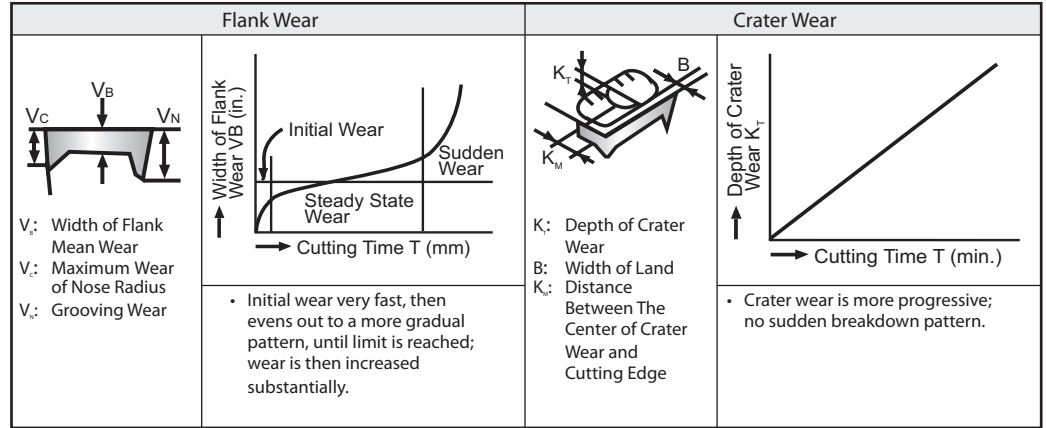 Flank Wear
Crater Wear
VB
VC
VN
VB: Width of Flank
Mean Wear
VC: Maximum Wear
of Nose Radius
VN: Grooving Wear
Width of Flank
Wear VB (in.)
Initial Wear
Sudden
Wear
Steady State
Wear
Cutting Time T (mm)
• Initial wear very fast, then
evens out to a more gradual
pattern, until limit is reached;
wear is then increased
substantially.
KT
B
KM
KT: Depth of Crater
Wear
B: Width of Land
KM: Distance
Between The
Center of Crater
Wear and
Cutting Edge
Depth of Crater
Wear KT
Cutting Time T (min.)
• Crater wear is more progressive;
no sudden breakdown pattern.